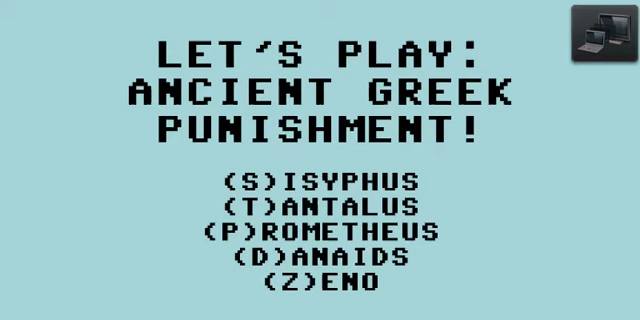 LET'S PLAY:
ANCIENT GREEK
PUNISHMENT!
(S)ISYPHUS
(T)ANTALUS
(P)ROMETHEUS
(D)ANAIDS
(Z)ENO